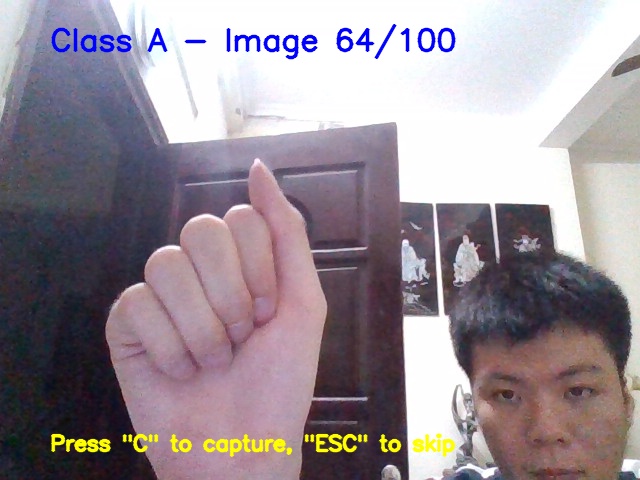 Class A - Image 64/100
Press "C" to capture, "ESC" to skip